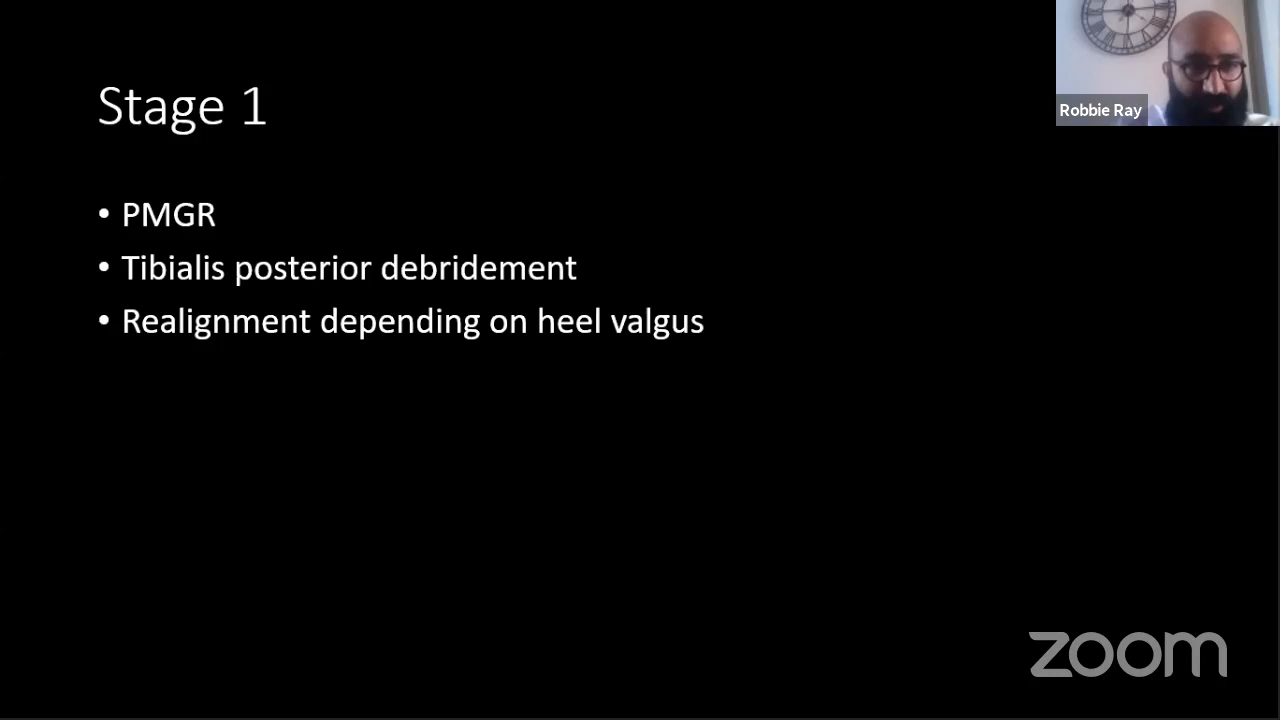 Stage 1
Robbie Ray
• PMGR
• Tibialis posterior debridement
• Realignment depending on heel valgus
zoom